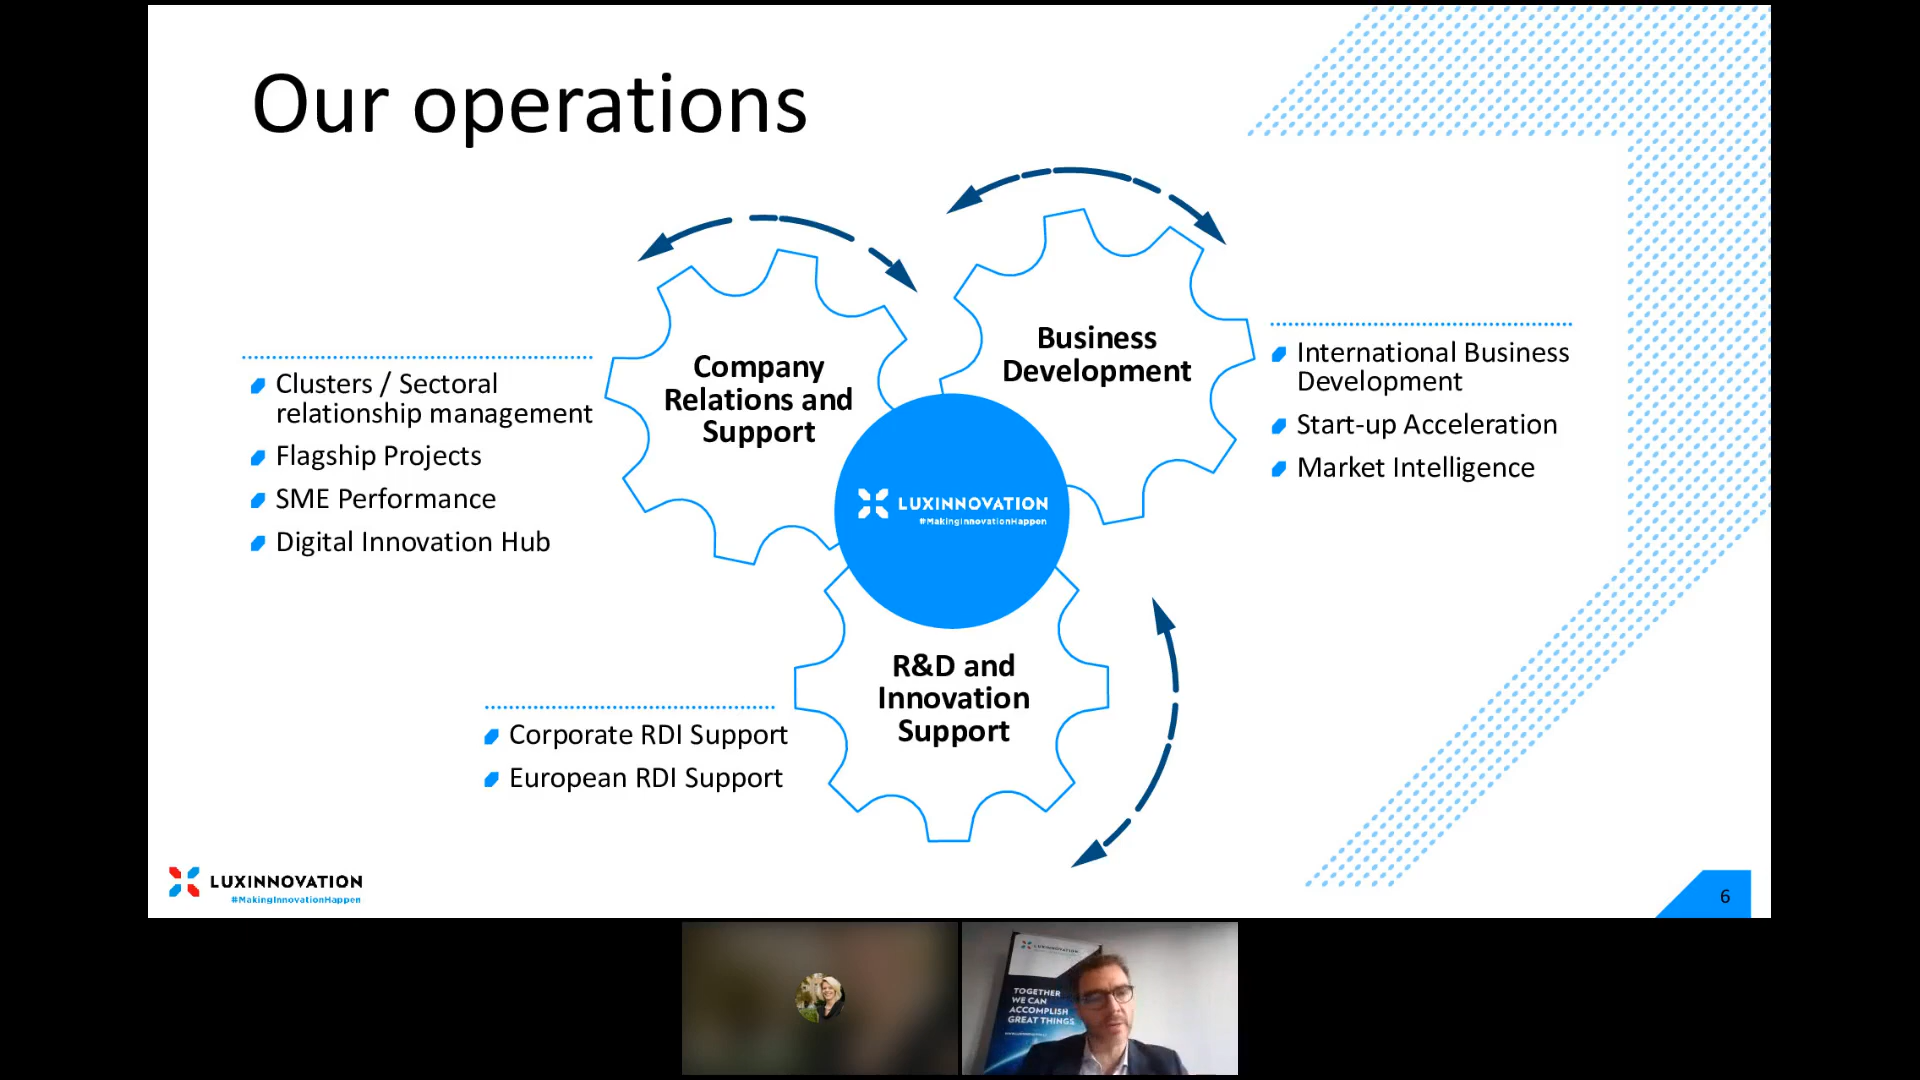 Our operations
Company
Relations and
Support
Business
Development
Clusters / Sectoral
relationship management
Flagship Projects
SME Performance
Digital Innovation Hub
International Business
Development
Start-up Acceleration
Market Intelligence
LUXINNOVATION
#MakingInnovationHappen
R&D and
Innovation
Support
Corporate RDI Support
European RDI Support
LUXINNOVATION
#MakingInnovationHappen
6
LUXINNOVATION
TOGETHER
WE CAN
ACCOMPLISH
GREAT THINGS